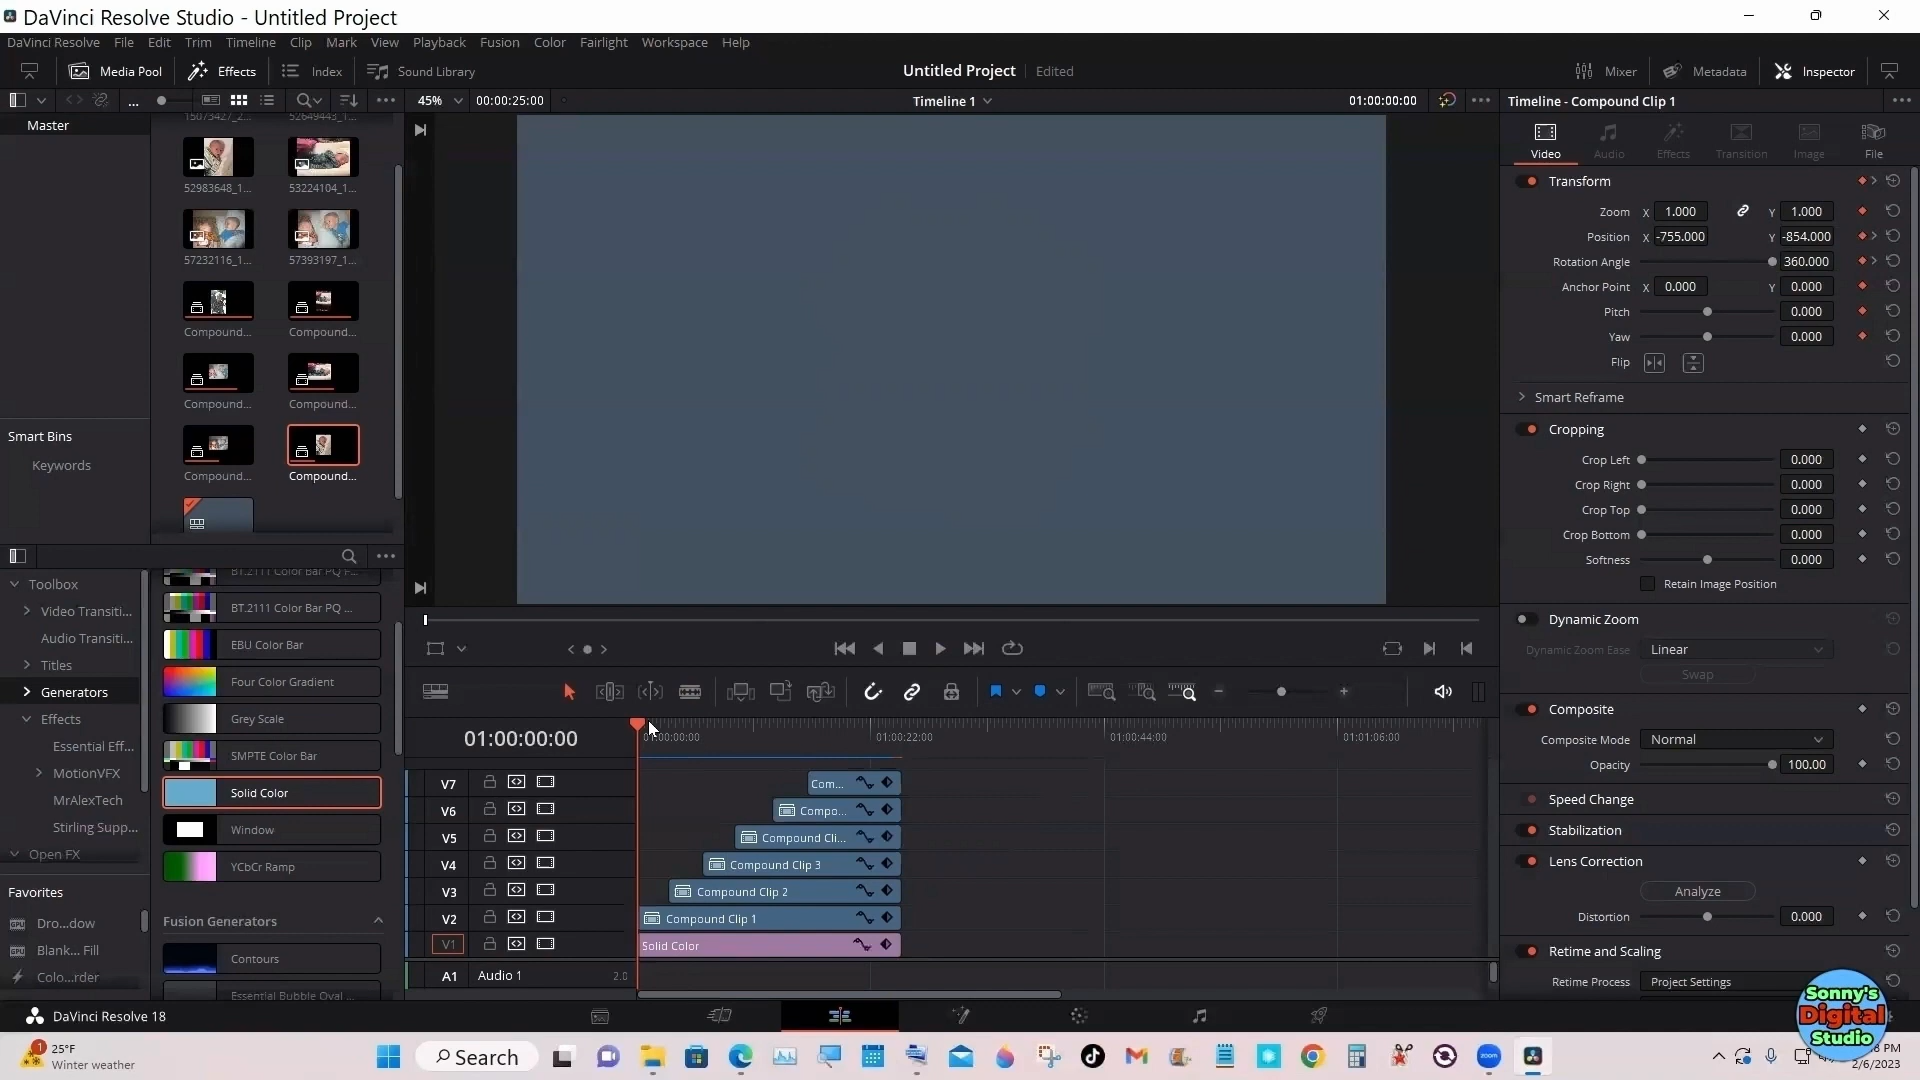 DaVinci Resolve Studio - Untitled Project
DaVinci Resolve File Edit Trim Timeline Clip Mark View Playback Fusion Color Fairlight Workspace Help
Media Pool Effects Index Sound Library Untitled Project Edited Mixer Metadata Inspector
45% 00:00:25:00 Timeline 1 01:00:00:00 Timeline - Compound Clip 1
Master
52983648_1... 53224104_1...
57232116_1... 57393197_1...
Compound... Compound...
Compound... Compound...
Compound... Compound...
Smart Bins
Keywords
Video Audio Effects Transition Image File
Transform
Zoom X 1.000 Y 1.000
Position X -755.000 Y -854.000
Rotation Angle 360.000
Anchor Point X 0.000 Y 0.000
Pitch 0.000
Yaw 0.000
Flip
Smart Reframe
Cropping
Crop Left 0.000
Crop Right 0.000
Crop Top 0.000
Crop Bottom 0.000
Softness 0.000
Retain Image Position
Dynamic Zoom
Dynamic Zoom Ease Linear
Swap
Composite
Composite Mode Normal
Opacity 100.00
Speed Change
Stabilization
Lens Correction
Analyze
Distortion 0.000
Retime and Scaling
Retime Process Project Settings
Toolbox
Video Transiti...
Audio Transiti...
Titles
Generators
Effects
Essential Eff...
MotionVFX
MrAlexTech
Stirling Supp...
Open FX
Favorites
Dro...dow
Blank... Fill
Colo...rder
BT.2111 Color Bar PQ F...
BT.2111 Color Bar PQ ...
EBU Color Bar
Four Color Gradient
Grey Scale
SMPTE Color Bar
Solid Color
Window
YCbCr Ramp
Fusion Generators
Contours
Essential Bubble Oval ...
01:00:00:00 01:00:22:00 01:00:44:00 01:01:06:00
V7 Com...
V6 Compo...
V5 Compound Cli...
V4 Compound Clip 3
V3 Compound Clip 2
V2 Compound Clip 1
V1 Solid Color
A1 Audio 1 2.0
DaVinci Resolve 18
Sonny's
Digital
Studio
1 25°F
Winter weather
Search
zoom
PM
2/6/2023